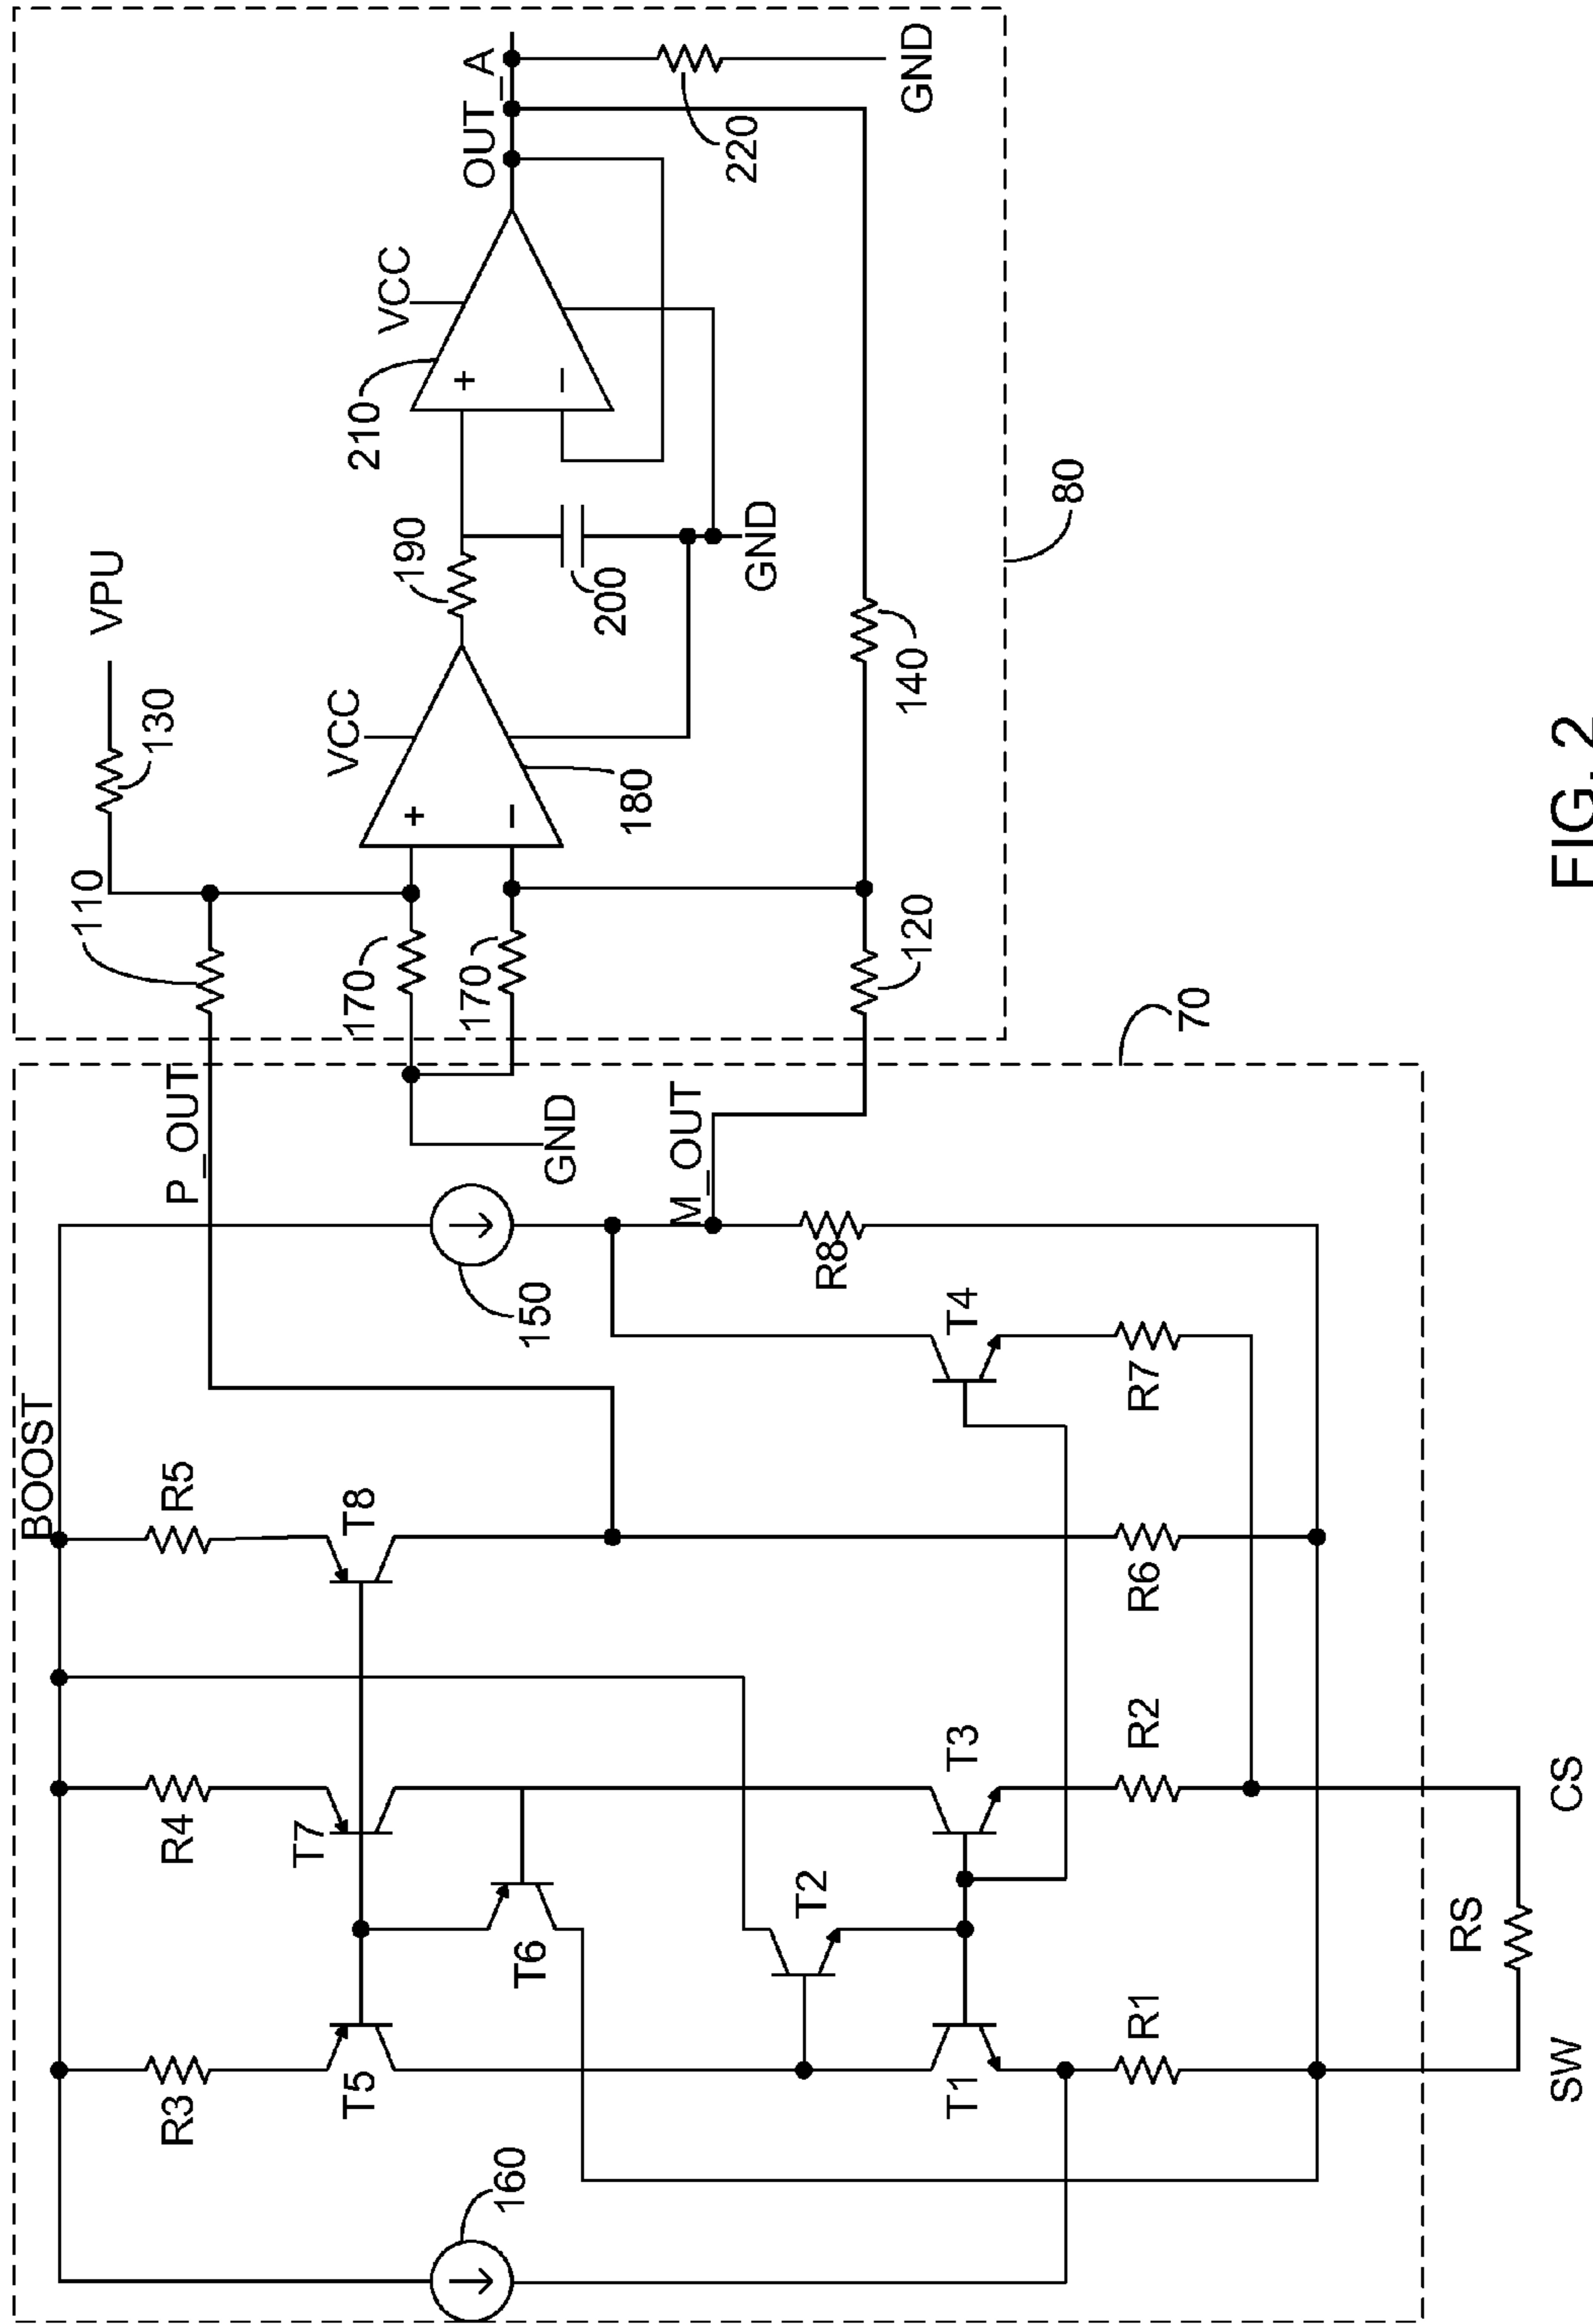 BOOST
160
R3
R4
R5
T5
T7
T8
T6
T2
T1
T3
T4
R1
R2
R6
R7
R8
150
P_OUT
M_OUT
GND
SW
RS
CS
70
110
130
VPU
170
170
120
140
VCC
+
−
180
190
200
GND
210
VCC
+
−
OUT_A
220
GND
80
FIG. 2